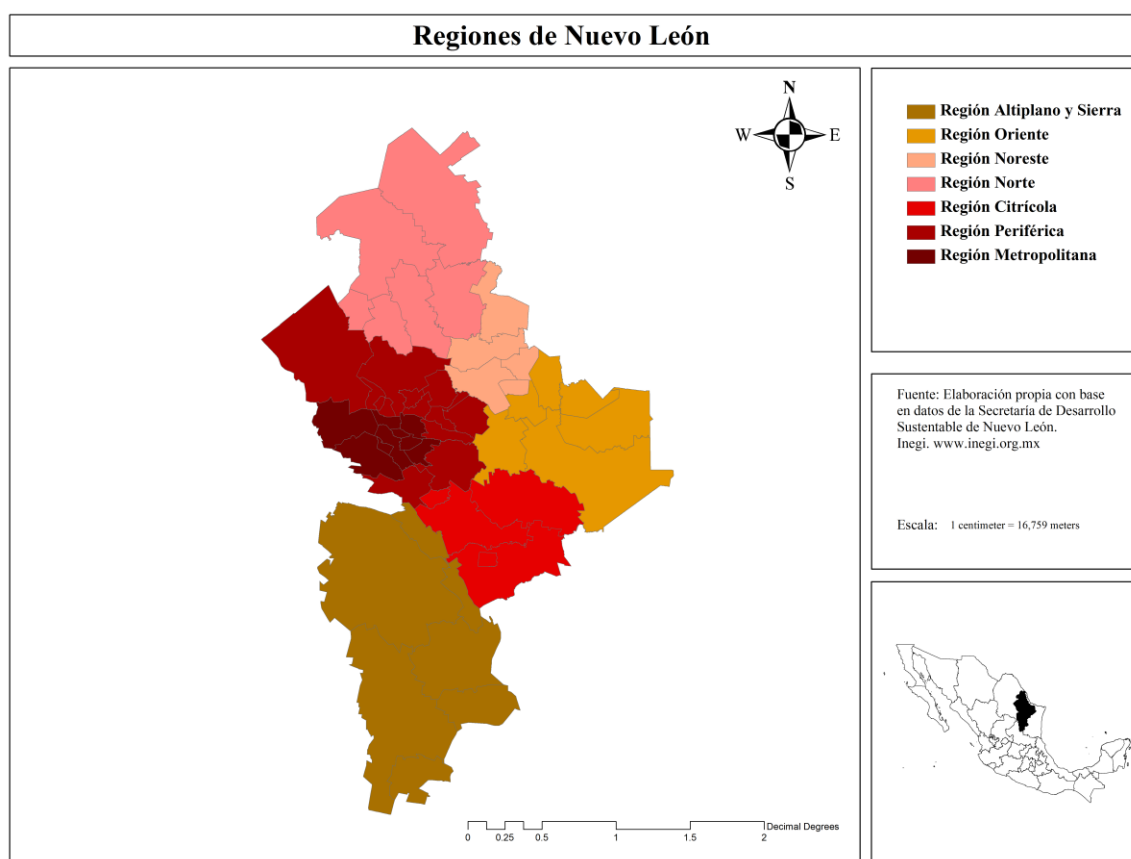 Regiones de Nuevo León
N
W E
S
Región Altiplano y Sierra
Región Oriente
Región Noreste
Región Norte
Región Citrícola
Región Periférica
Región Metropolitana
Fuente: Elaboración propia con base
en datos de la Secretaría de Desarrollo
Sustentable de Nuevo León.
Inegi. www.inegi.org.mx
Escala: 1 centimeter = 16,759 meters
Decimal Degrees
0 0.25 0.5 1 1.5 2